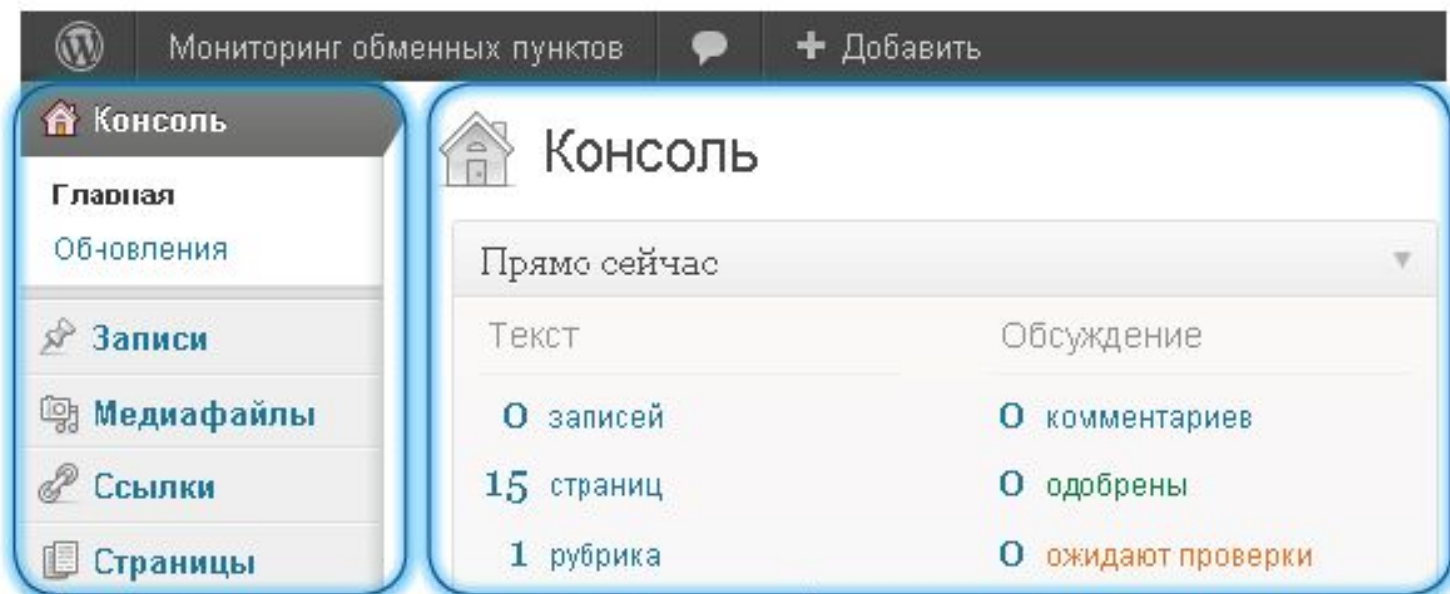 Мониторинг обменных пунктов + Добавить
Консоль
Главная
Обновления
Записи
Медиафайлы
Ссылки
Страницы
Консоль
Прямо сейчас
Текст
0 записей
15 страниц
1 рубрика
Обсуждение
0 комментариев
0 одобрены
0 ожидают проверки